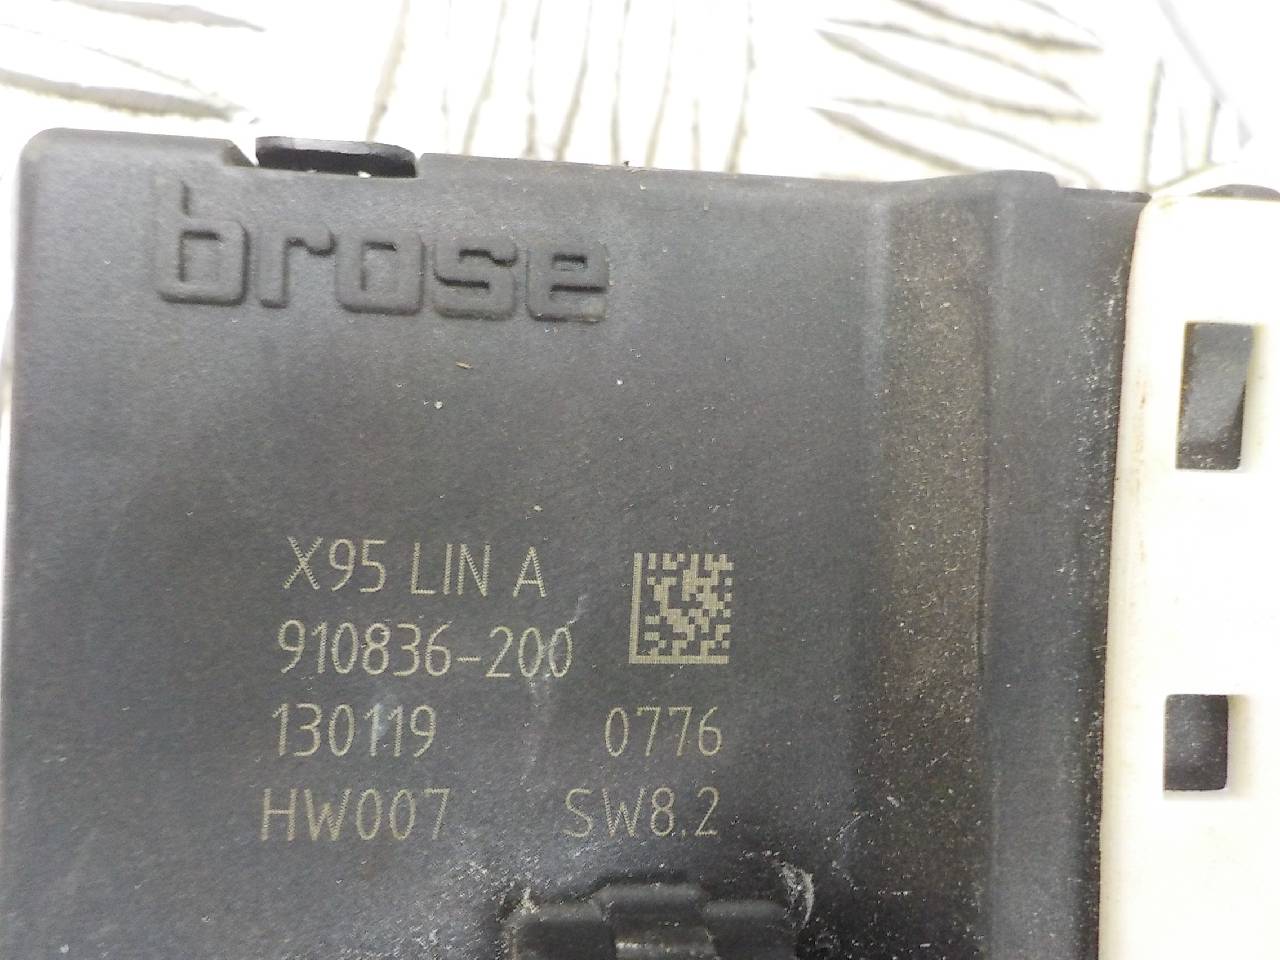 brose
X95 LIN A
910836-200
130119 0776
HW007 SW8.2